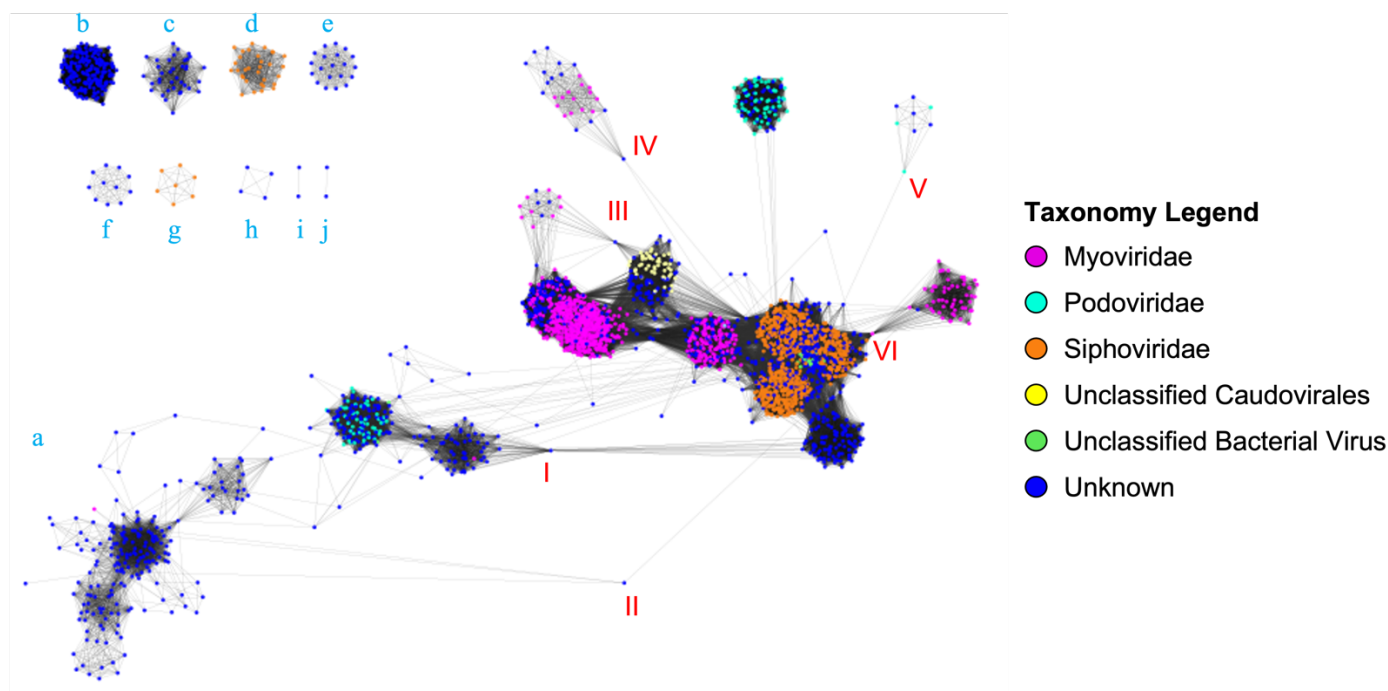 b c d e
f g h i j
a
IV
V
III
VI
I
II
Taxonomy Legend
Myoviridae
Podoviridae
Siphoviridae
Unclassified Caudovirales
Unclassified Bacterial Virus
Unknown